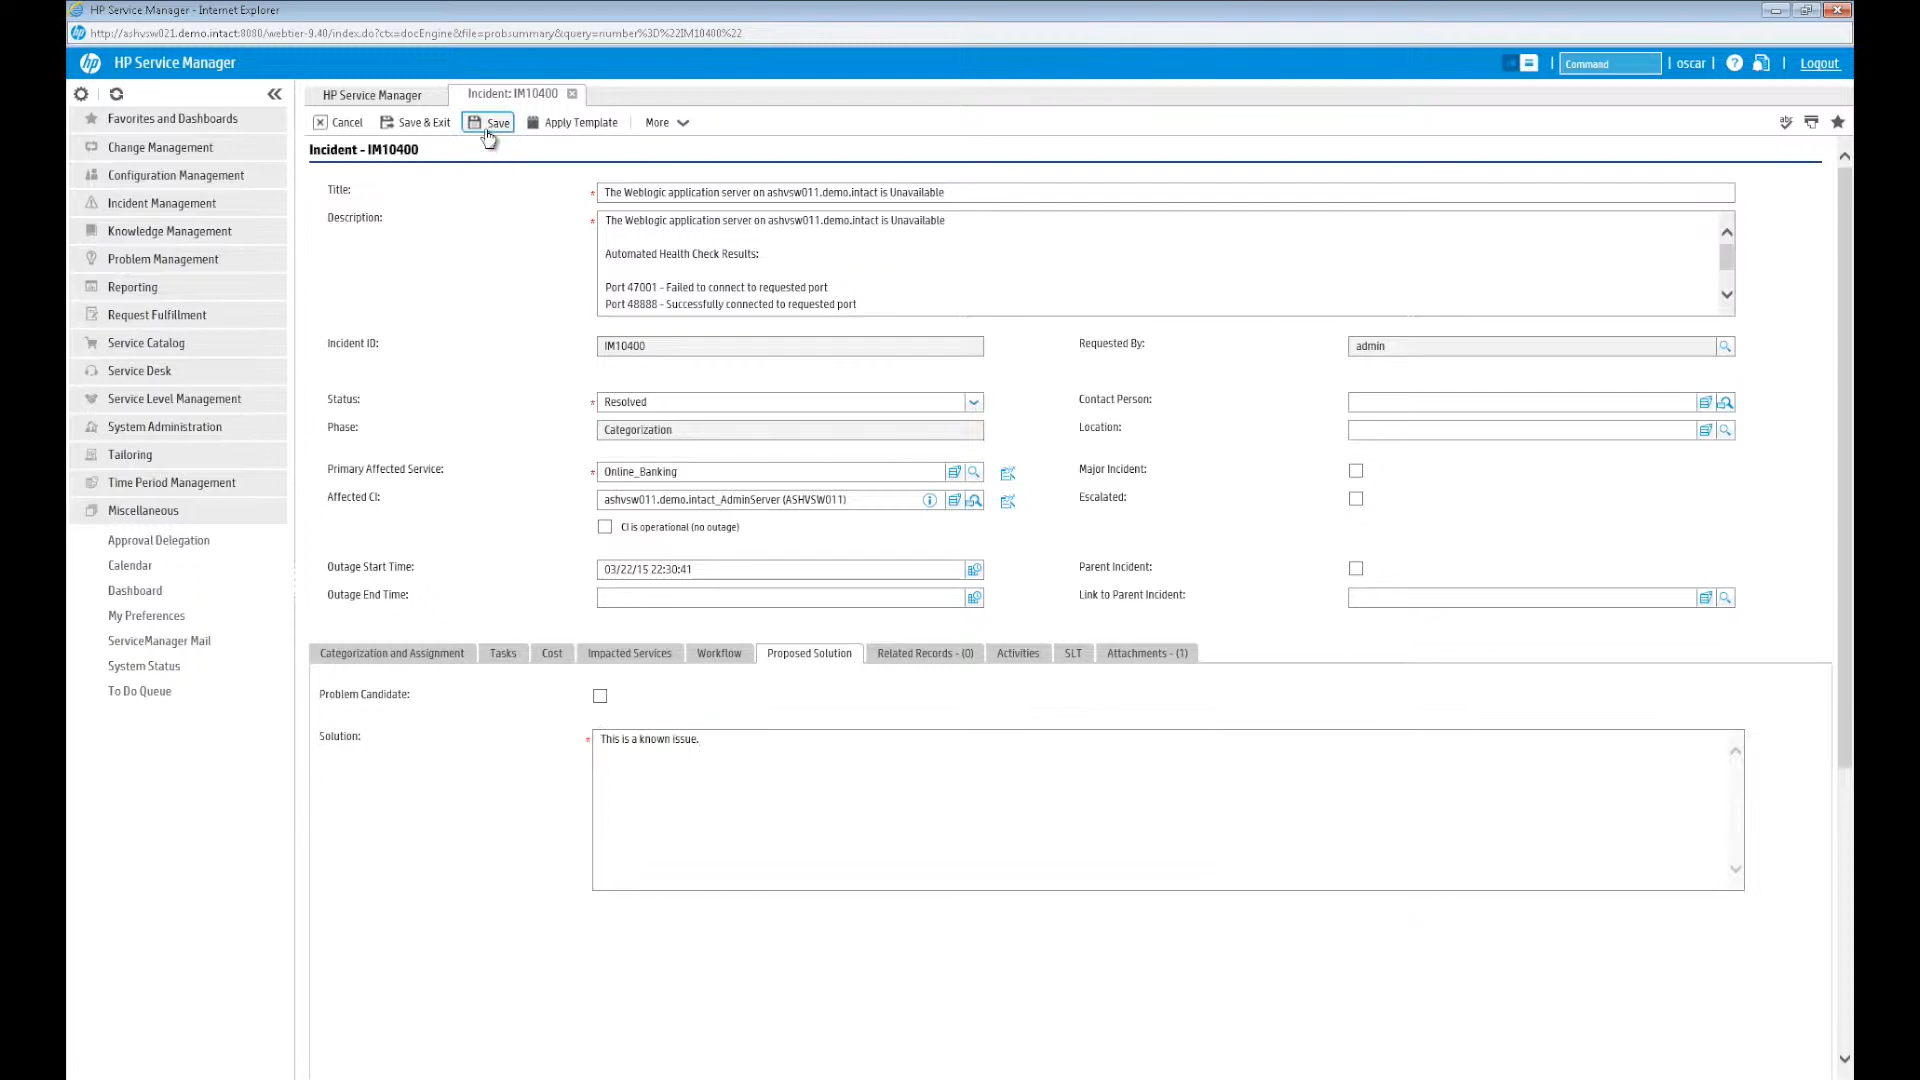 HP Service Manager - Internet Explorer
http://ashvsw021.demo.intact:8080/webtier-9.40/index.do?ctx=docEngine&file=probsummary&query=number%3D%22IM10400%22
HP Service Manager
Command
oscar
Logout
HP Service Manager
Incident: IM10400
Cancel
Save & Exit
Save
Apply Template
More
abc
Incident - IM10400
Favorites and Dashboards
Change Management
Configuration Management
Incident Management
Knowledge Management
Problem Management
Reporting
Request Fulfillment
Service Catalog
Service Desk
Service Level Management
System Administration
Tailoring
Time Period Management
Miscellaneous
Approval Delegation
Calendar
Dashboard
My Preferences
ServiceManager Mail
System Status
To Do Queue
Title:
The Weblogic application server on ashvsw011.demo.intact is Unavailable
Description:
The Weblogic application server on ashvsw011.demo.intact is Unavailable
Automated Health Check Results:
Port 47001 - Failed to connect to requested port
Port 48888 - Successfully connected to requested port
Incident ID:
IM10400
Requested By:
admin
Status:
Resolved
Contact Person:
Phase:
Categorization
Location:
Primary Affected Service:
Online_Banking
Major Incident:
Affected CI:
ashvsw011.demo.intact_AdminServer (ASHVSW011)
Escalated:
CI is operational (no outage)
Outage Start Time:
03/22/15 22:30:41
Parent Incident:
Outage End Time:
Link to Parent Incident:
Categorization and Assignment
Tasks
Cost
Impacted Services
Workflow
Proposed Solution
Related Records - (0)
Activities
SLT
Attachments - (1)
Problem Candidate:
Solution:
This is a known issue.